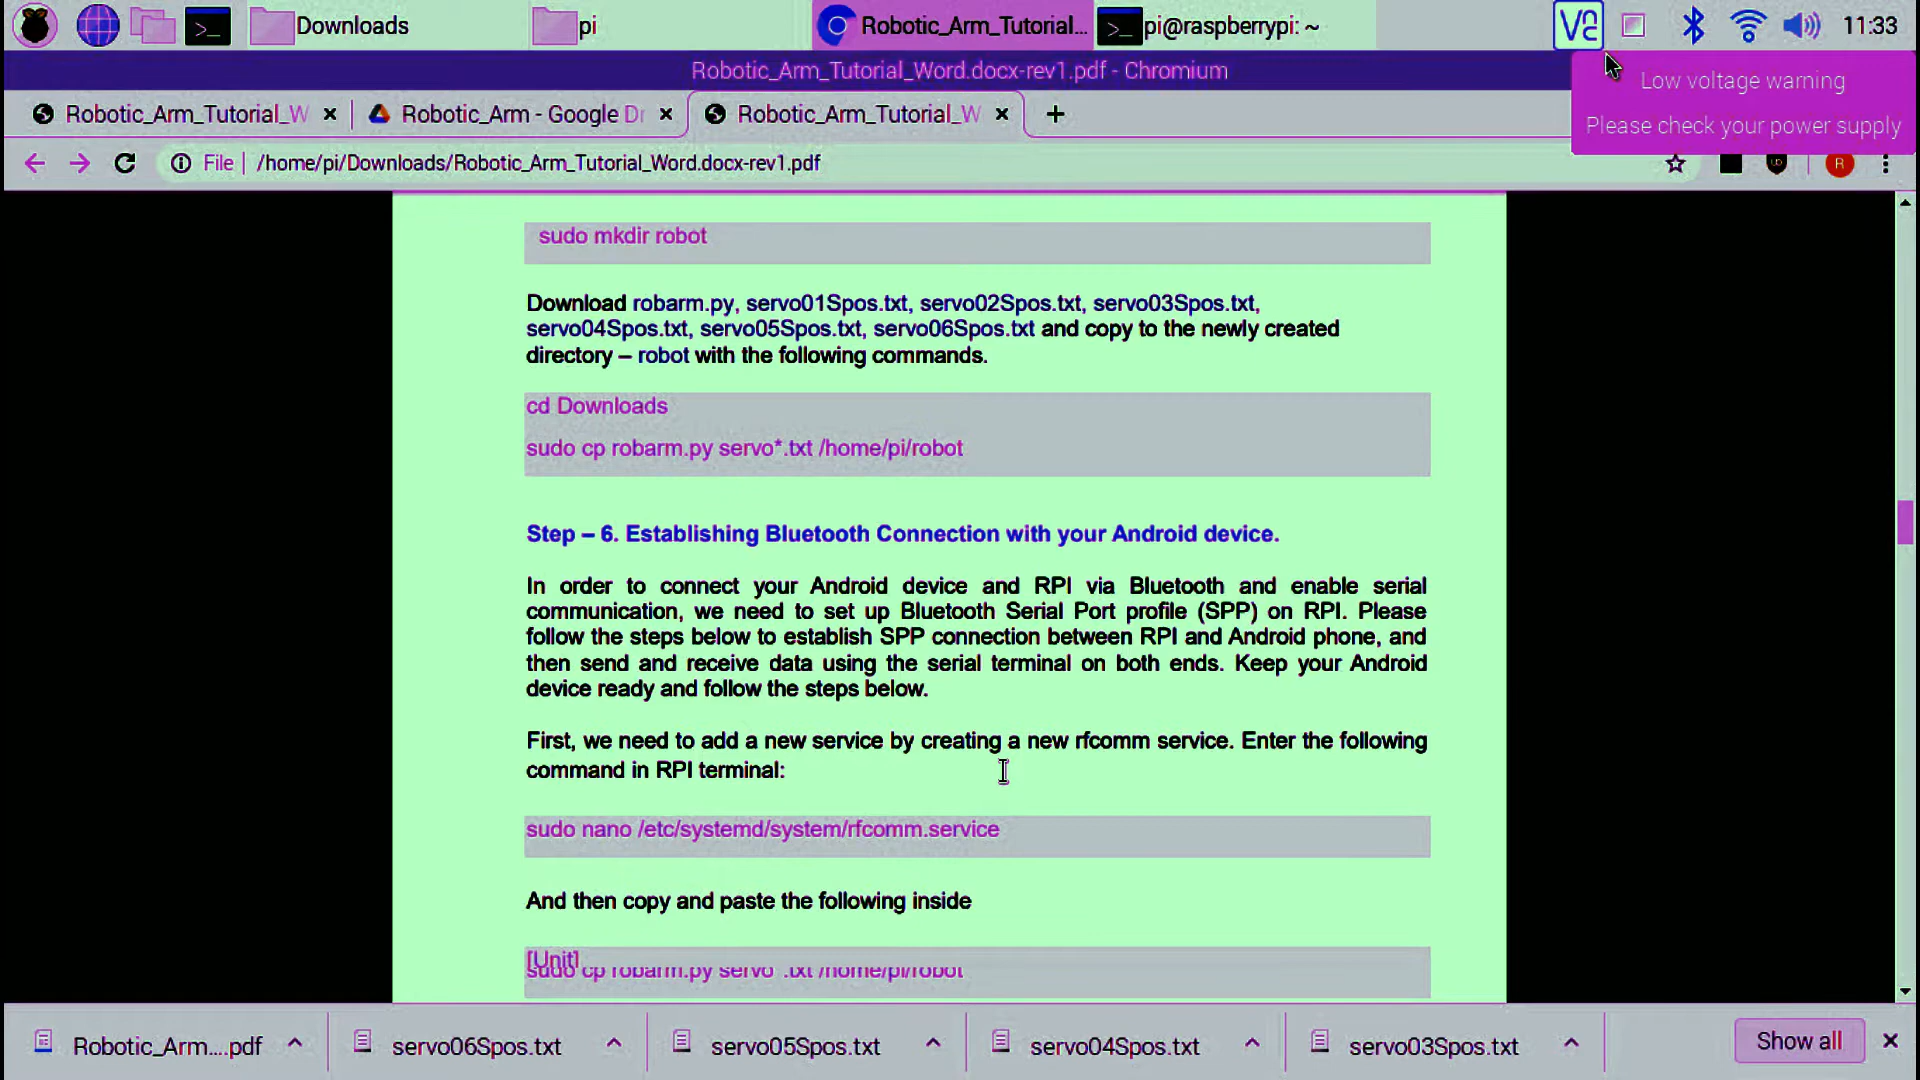 Downloads
pi
Robotic_Arm_Tutorial...
pi@raspberrypi: ~
11:33
Robotic_Arm_Tutorial_Word.docx-rev1.pdf - Chromium
Low voltage warning
Please check your power supply
Robotic_Arm_Tutorial_W
Robotic_Arm - Google Dr
Robotic_Arm_Tutorial_W
File | /home/pi/Downloads/Robotic_Arm_Tutorial_Word.docx-rev1.pdf
R
sudo mkdir robot
Download robarm.py, servo01Spos.txt, servo02Spos.txt, servo03Spos.txt,
servo04Spos.txt, servo05Spos.txt, servo06Spos.txt and copy to the newly created
directory – robot with the following commands.
cd Downloads
sudo cp robarm.py servo*.txt /home/pi/robot
Step – 6. Establishing Bluetooth Connection with your Android device.
In order to connect your Android device and RPI via Bluetooth and enable serial
communication, we need to set up Bluetooth Serial Port profile (SPP) on RPI. Please
follow the steps below to establish SPP connection between RPI and Android phone, and
then send and receive data using the serial terminal on both ends. Keep your Android
device ready and follow the steps below.
First, we need to add a new service by creating a new rfcomm service. Enter the following
command in RPI terminal:
sudo nano /etc/systemd/system/rfcomm.service
And then copy and paste the following inside
[Unit]
sudo cp robarm.py servo*.txt /home/pi/robot
Robotic_Arm....pdf
servo06Spos.txt
servo05Spos.txt
servo04Spos.txt
servo03Spos.txt
Show all